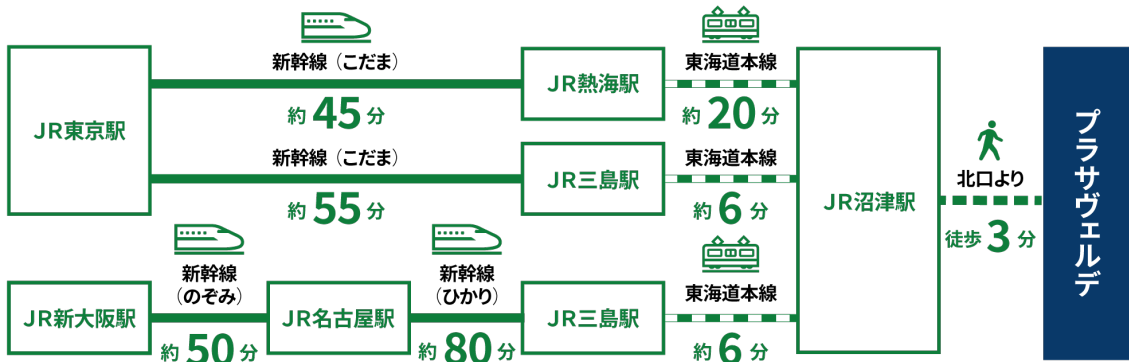 新幹線（こだま）
東海道本線
JR東京駅
約45分
JR熱海駅
約20分
新幹線（こだま）
東海道本線
約55分
JR三島駅
約6分
JR沼津駅
北口より
徒歩3分
プラサヴェルデ
新幹線
（のぞみ）
新幹線
（ひかり）
東海道本線
JR新大阪駅
約50分
JR名古屋駅
約80分
JR三島駅
約6分